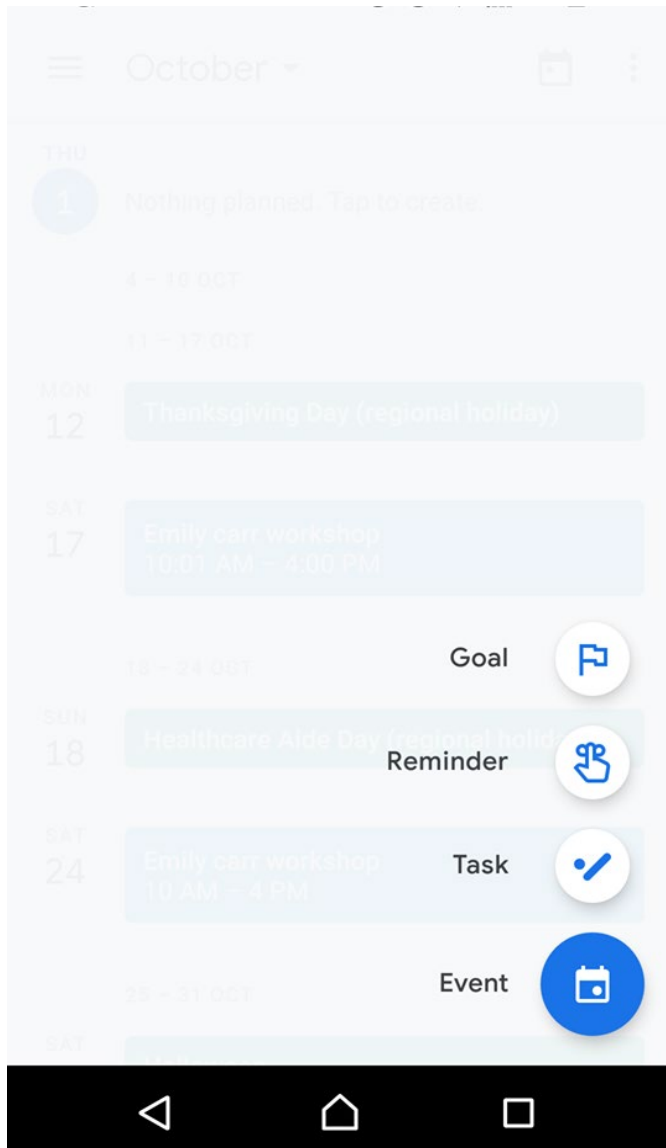 October
THU
1
Nothing planned. Tap to create.
4 – 10 OCT
11 – 17 OCT
MON
12
Thanksgiving Day (regional holiday)
SAT
17
Emily carr workshop
10:01 AM – 4:00 PM
Goal
18 – 24 OCT
SUN
18
Healthcare Aide Day (regional holid
Reminder
SAT
24
Emily carr workshop
10 AM – 4 PM
Task
Event
25 – 31 OCT
SAT